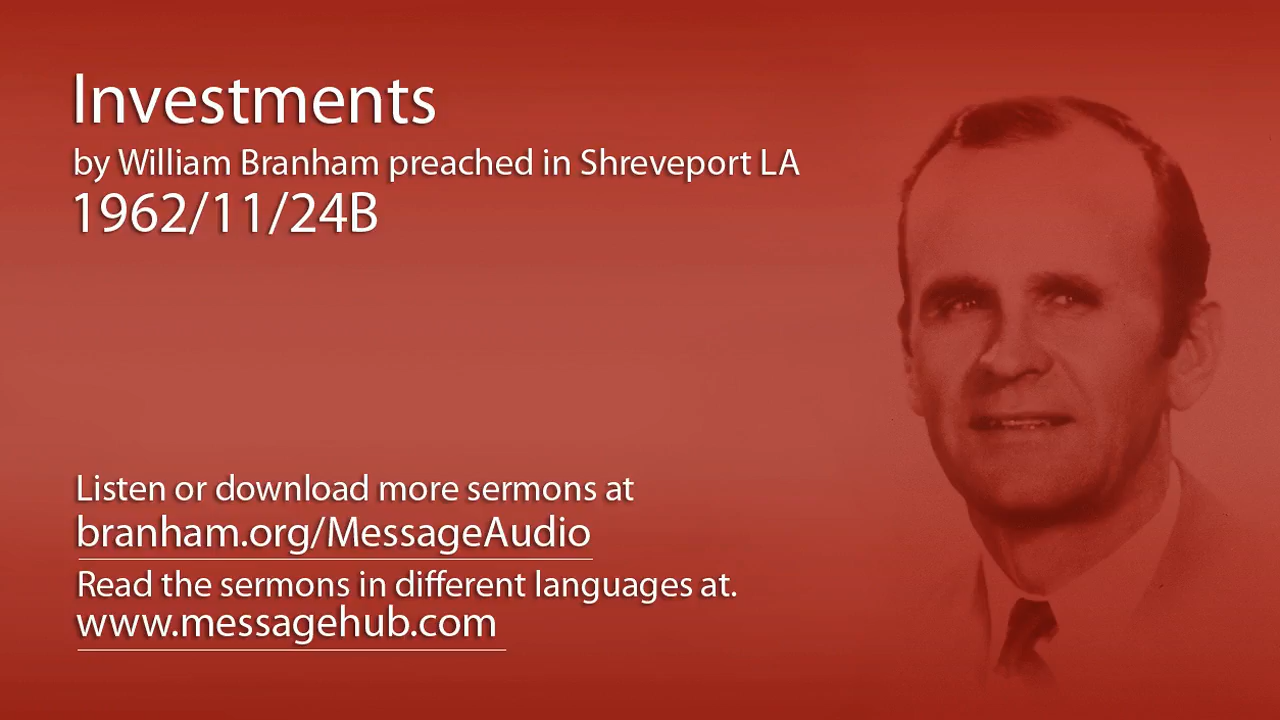 Investments
by William Branham preached in Shreveport LA
1962/11/24B
Listen or download more sermons at
branham.org/MessageAudio
Read the sermons in different languages at.
www.messagehub.com